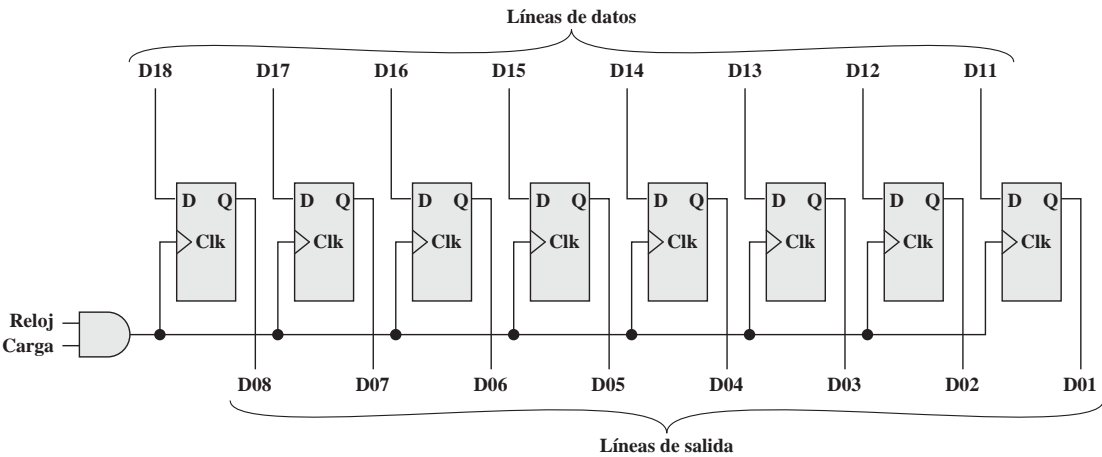 Líneas de datos
D18 D17 D16 D15 D14 D13 D12 D11
D Q D Q D Q D Q D Q D Q D Q D Q
Clk Clk Clk Clk Clk Clk Clk Clk
Reloj
Carga
D08 D07 D06 D05 D04 D03 D02 D01
Líneas de salida